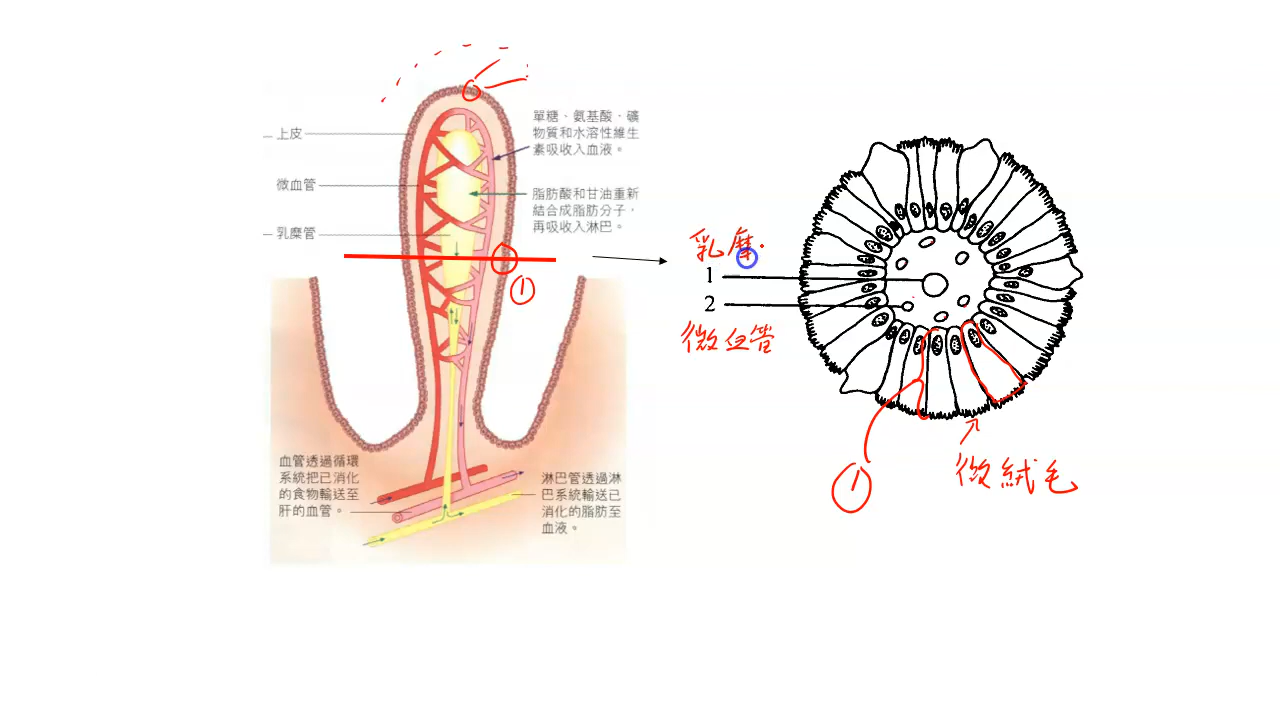 上皮
微血管
乳糜管
單糖、氨基酸、礦
物質和水溶性維生
素吸收入血液。
脂肪酸和甘油重新
結合成脂肪分子,
再吸收入淋巴。
①
血管透過循環
系統把已消化
的食物輸送至
肝的血管。
淋巴管透過淋
巴系統輸送已
消化的脂肪至
血液。
乳
1
2
微血管
①
微絨毛